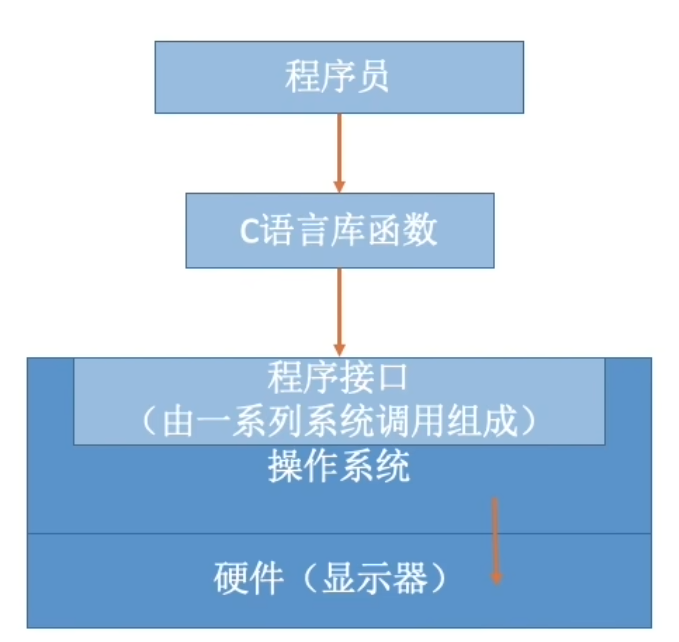 程序员
C语言库函数
程序接口
（由一系列系统调用组成）
操作系统
硬件（显示器）